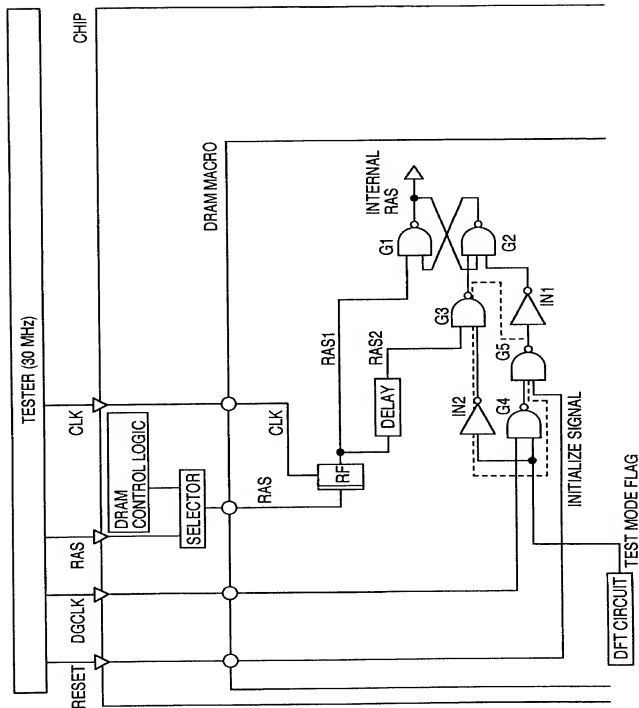 TESTER (30 MHz)
RESET
DGCLK
RAS
CLK
CHIP
DRAM
CONTROL LOGIC
SELECTOR
DRAM MACRO
RAS
CLK
RF
RAS1
DELAY
RAS2
INTERNAL
RAS
G1
G2
G3
IN2
G4
G5
IN1
INITIALIZE SIGNAL
DFT CIRCUIT
TEST MODE FLAG